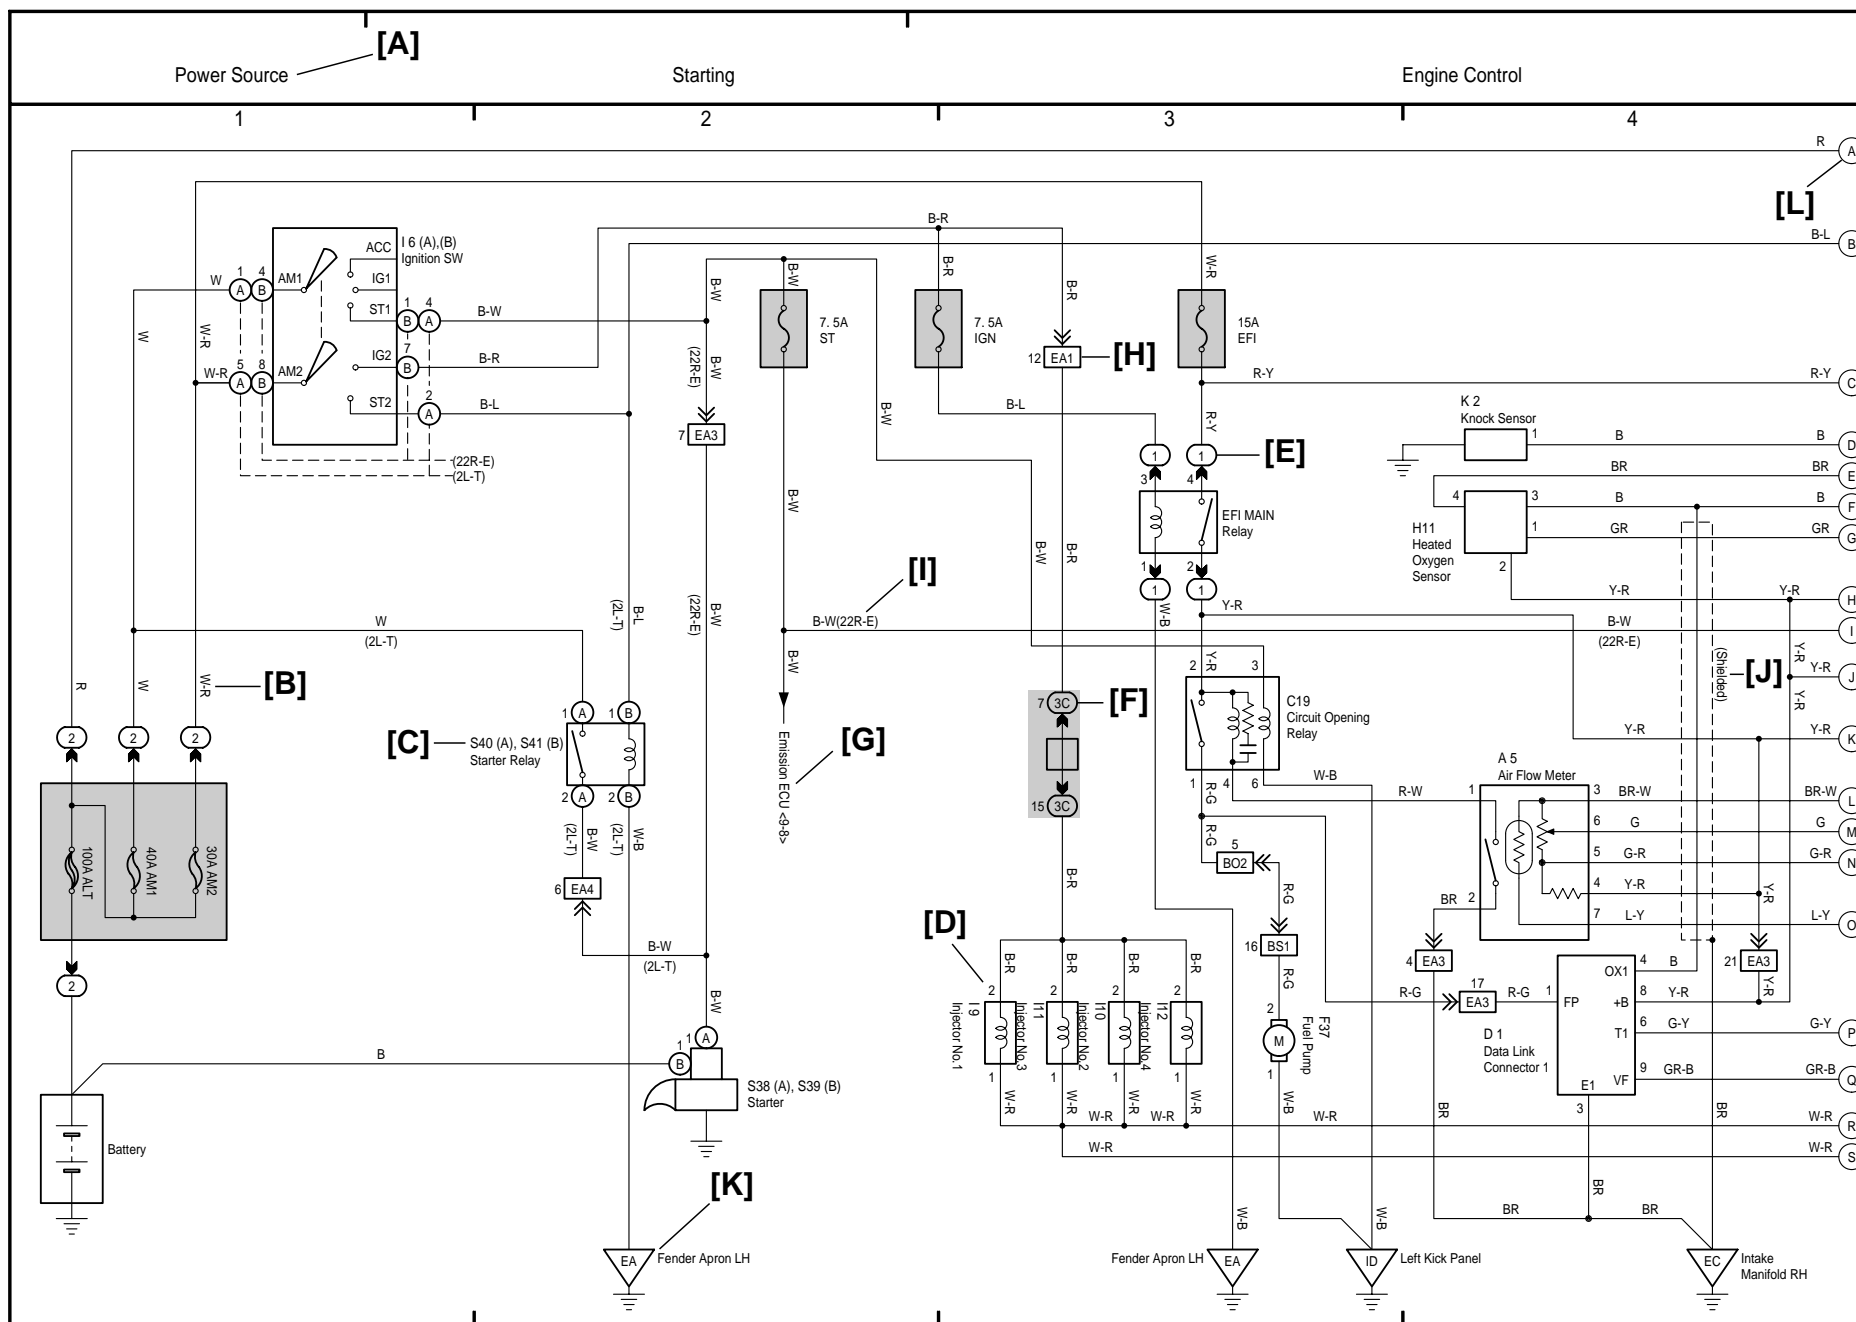 [A]
Power Source
Starting
Engine Control
1
2
3
4
R
A
[L]
B-R
B-L
B
ACC
I 6 (A),(B)
Ignition SW
IG1
ST1
IG2
ST2
AM1
AM2
W
1
4
A
B
W
W-R
W-R
5
8
A
B
1
4
B
A
B-W
7
B
B-R
2
A
B-L
(22R-E)
(2L-T)
B-W
B-W
(22R-E)
7
EA3
B-W
7. 5A
ST
B-W
B-R
7. 5A
IGN
B-R
12
EA1
[H]
W-R
15A
EFI
R-Y
R-Y
C
B-L
R-Y
K 2
Knock Sensor
1
B
B
D
1
1
[E]
3
4
BR
BR
E
4
3
B
B
F
1
GR
GR
G
H11
Heated
Oxygen
Sensor
2
EFI MAIN
Relay
1
2
1
1
B-W
B-W
B-R
[I]
Y-R
Y-R
H
W-B
Y-R
B-L
(2L-T)
B-W
(22R-E)
W
(2L-T)
B-W(22R-E)
B-W
(22R-E)
I
R
W
W-R
[B]
B-W
2
Y-R
3
(Shielded)
[J]
Y-R
Y-R
Y-R
J
7
3C
[F]
C19
Circuit Opening
Relay
1
A
1
B
2
2
2
[C]
S40 (A), S41 (B)
Starter Relay
Emission ECU <9-8>
[G]
Y-R
Y-R
K
A 5
Air Flow Meter
2
A
2
B
15
3C
1
4
6
W-B
R-G
R-W
1
3
BR-W
BR-W
L
6
G
G
M
5
G-R
G-R
N
4
Y-R
Y-R
2
7
L-Y
L-Y
O
BR
100A ALT
40A AM1
30A AM2
B-W
(2L-T)
W-B
(2L-T)
R-G
5
BO2
6
EA4
B-R
R-G
[D]
16
BS1
B-W
(2L-T)
B-R
B-R
B-R
B-R
4
EA3
21
EA3
OX1
4
B
2
B-W
2
2
2
2
R-G
R-G
17
EA3
R-G
1
FP
+B
8
Y-R
Y-R
I 9
Injector No.1
I11
Injector No.3
I10
Injector No.2
I12
Injector No.4
2
M
F37
Fuel Pump
T1
6
G-Y
G-Y
P
D 1
Data Link
Connector 1
1
A
1
B
B
1
1
1
1
1
VF
9
GR-B
GR-B
Q
E1
3
S38 (A), S39 (B)
Starter
W-R
W-R
W-R
W-R
W-B
BR
BR
W-R
W-R
W-R
W-R
R
Battery
W-R
W-R
S
[K]
BR
W-B
W-B
BR
BR
EA
Fender Apron LH
Fender Apron LH
EA
ID
Left Kick Panel
EC
Intake
Manifold RH